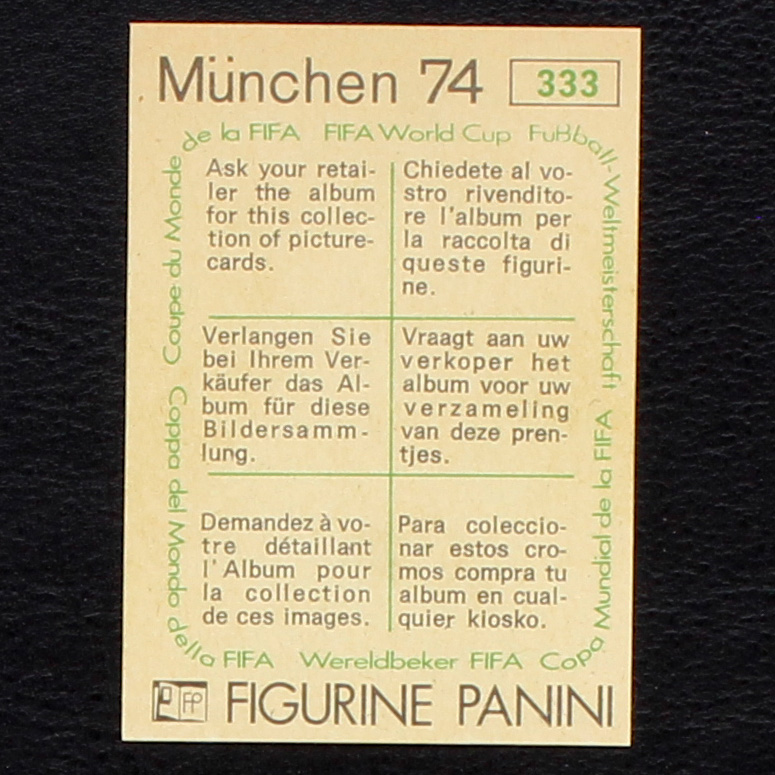 München 74 333
de la FIFA FIFA World Cup Fußball-Weltmeisterschaft
Ask your retai-
ler the album
for this collec-
tion of picture-
cards.
Chiedete al vo-
stro rivendito-
re l'album per
la raccolta di
queste figuri-
ne.
Verlangen Sie
bei Ihrem Ver-
käufer das Al-
bum für diese
Bildersamm-
lung.
Vraagt aan uw
verkoper het
album voor uw
verzameling
van deze pren-
tjes.
Demandez à vo-
tre détaillant
l'Album pour
la collection
de ces images.
Para coleccio-
nar estos cro-
mos compra tu
album en cual-
quier kiosko.
Coupe du Monde
Coppa del Mondo della FIFA
Wereldbeker FIFA
Copa Mundial de la FIFA
FP FIGURINE PANINI